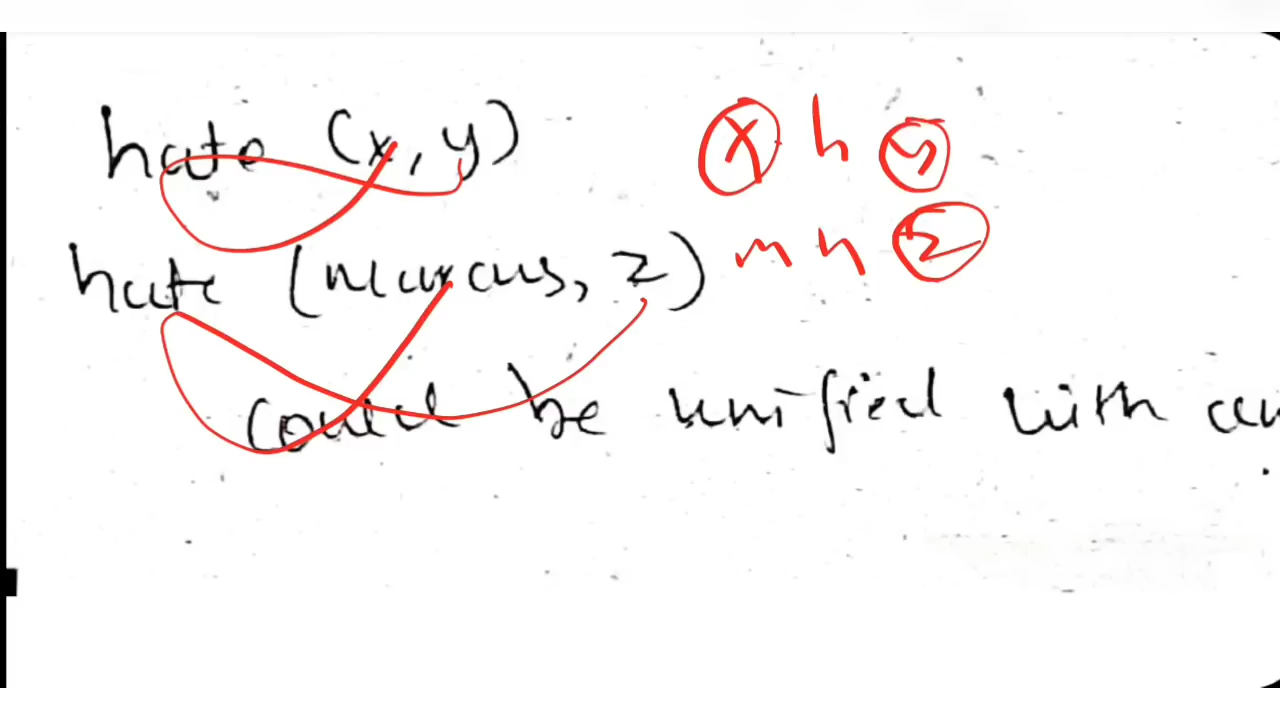 hate (x, y)
x h y
hate (marcus, z)
m h z
could be unified with